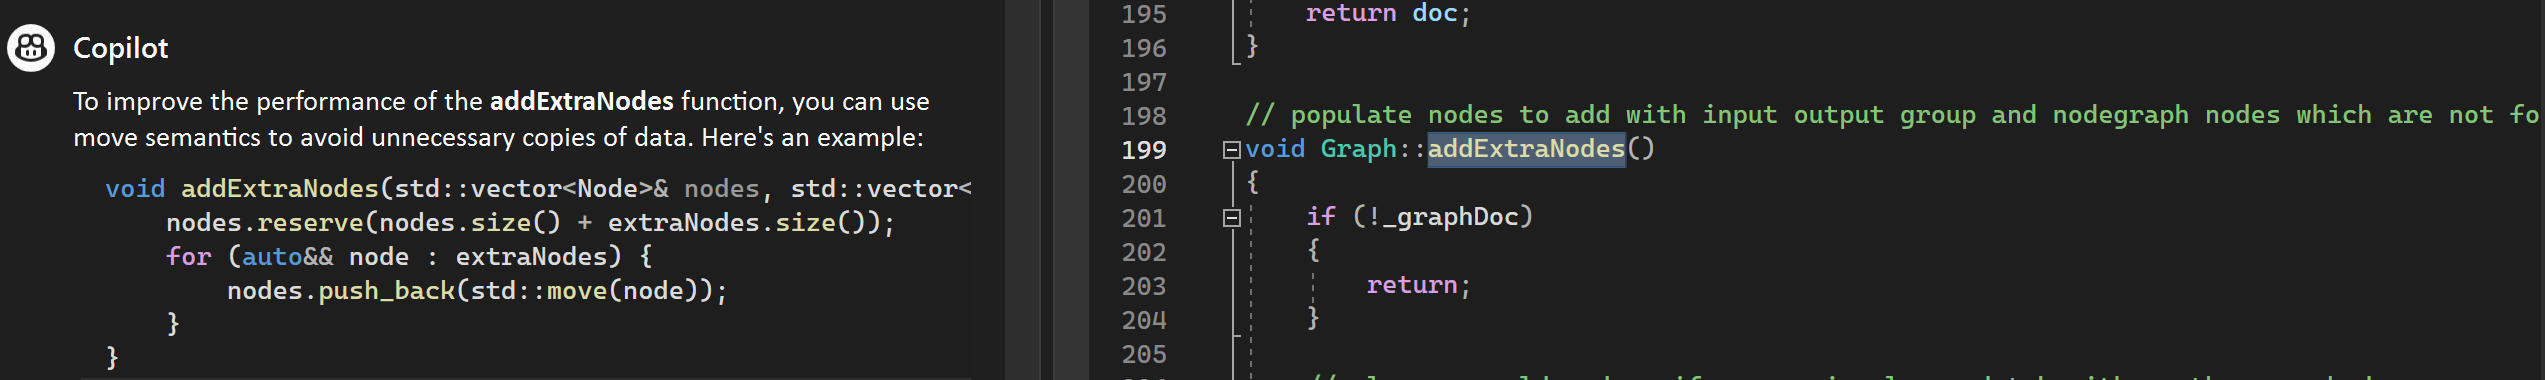 Copilot
To improve the performance of the addExtraNodes function, you can use
move semantics to avoid unnecessary copies of data. Here's an example:
void addExtraNodes(std::vector<Node>& nodes, std::vector<
nodes.reserve(nodes.size() + extraNodes.size());
for (auto&& node : extraNodes) {
nodes.push_back(std::move(node));
}
}
195 return doc;
196 }
197
198 // populate nodes to add with input output group and nodegraph nodes which are not fo
199 void Graph::addExtraNodes()
200 {
201 if (!_graphDoc)
202 {
203 return;
204 }
205